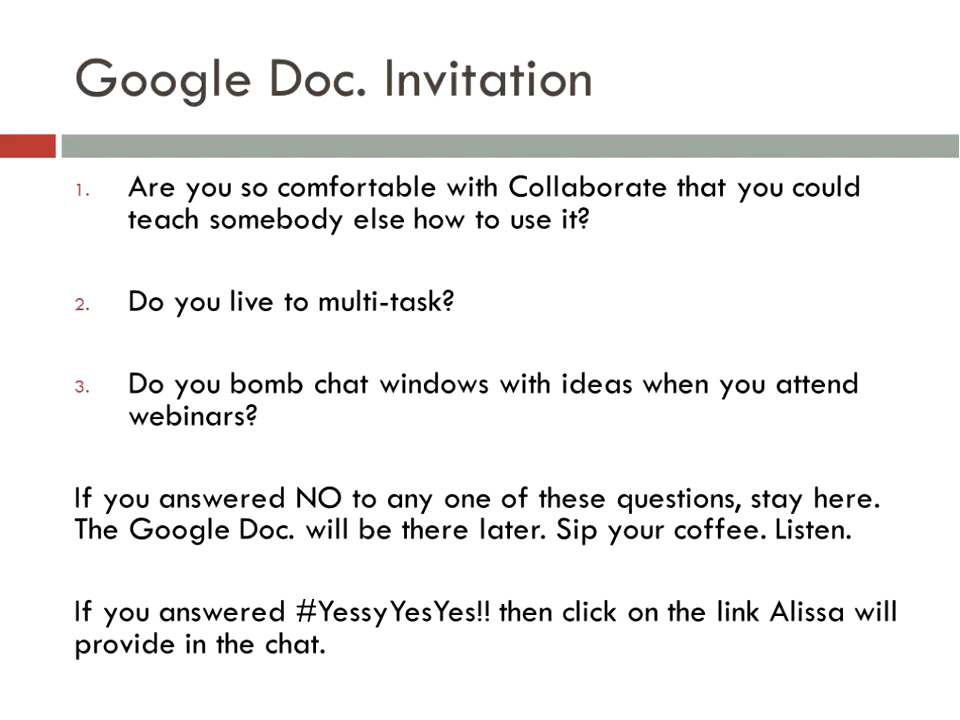 Google Doc. Invitation
1. Are you so comfortable with Collaborate that you could
teach somebody else how to use it?
2. Do you live to multi-task?
3. Do you bomb chat windows with ideas when you attend
webinars?
If you answered NO to any one of these questions, stay here.
The Google Doc. will be there later. Sip your coffee. Listen.
If you answered #YessyYesYes!! then click on the link Alissa will
provide in the chat.